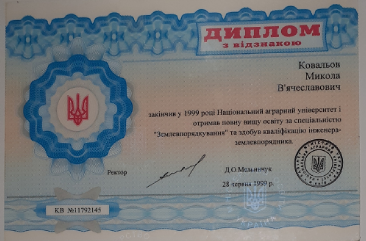 ДИПЛОМ
з відзнакою
Ковальов
Микола
В'ячеславович
закінчив у 1999 році Національний аграрний університет і
отримав повну вищу освіту за спеціальністю
"Землевпорядкування" та здобув кваліфікацію інженера-
землевпорядника.
Ректор
Д.О.Мельничук
28 червня 1999 р.
КВ №11792145